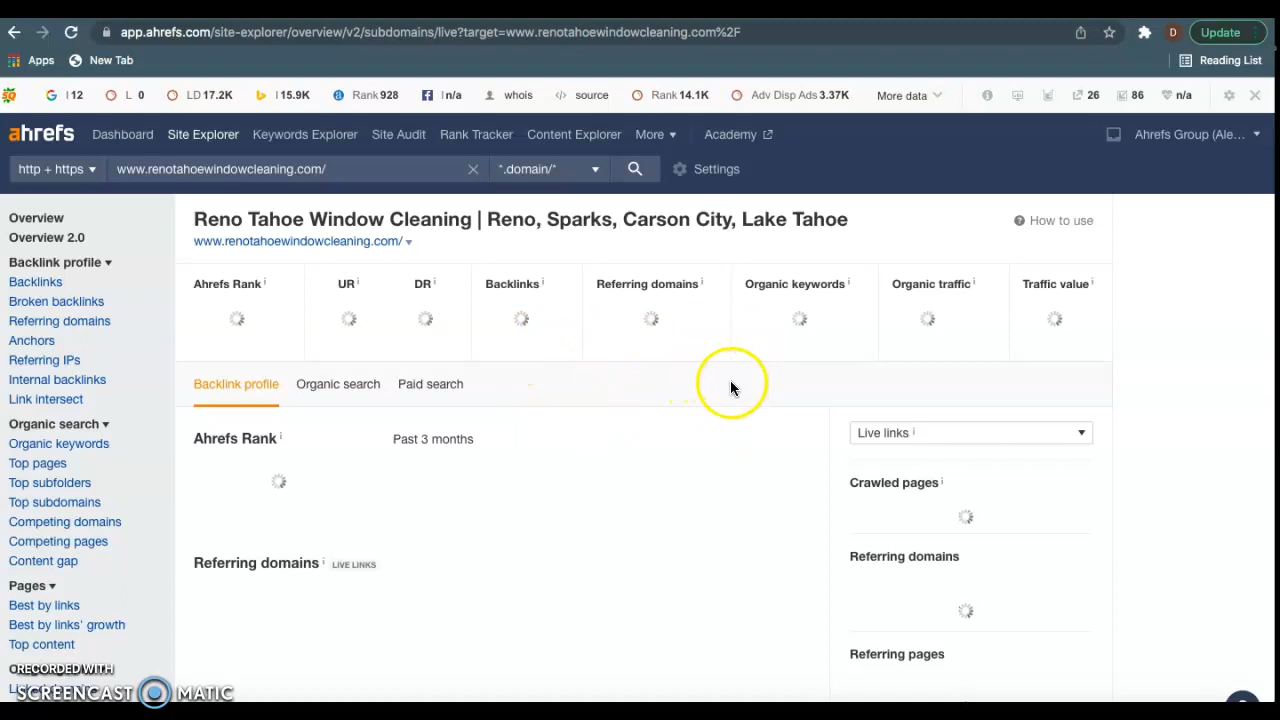 app.ahrefs.com/site-explorer/overview/v2/subdomains/live?target=www.renotahoewindowcleaning.com%2F
D
Update
Apps
New Tab
Reading List
SQ
I 12
L 0
LD 17.2K
I 15.9K
Rank 928
I n/a
whois
source
Rank 14.1K
Adv Disp Ads 3.37K
More data
26
86
n/a
ahrefs
Dashboard
Site Explorer
Keywords Explorer
Site Audit
Rank Tracker
Content Explorer
More
Academy
Ahrefs Group (Ale...
http + https
www.renotahoewindowcleaning.com/
*.domain/*
Settings
Overview
Overview 2.0
Backlink profile
Backlinks
Broken backlinks
Referring domains
Anchors
Referring IPs
Internal backlinks
Link intersect
Organic search
Organic keywords
Top pages
Top subfolders
Top subdomains
Competing domains
Competing pages
Content gap
Pages
Best by links
Best by links' growth
Top content
Reno Tahoe Window Cleaning | Reno, Sparks, Carson City, Lake Tahoe
How to use
www.renotahoewindowcleaning.com/
Ahrefs Rank
UR
DR
Backlinks
Referring domains
Organic keywords
Organic traffic
Traffic value
Backlink profile
Organic search
Paid search
Ahrefs Rank
Past 3 months
Referring domains
LIVE LINKS
Live links
Crawled pages
Referring domains
Referring pages
RECORDED WITH
SCREENCAST MATIC